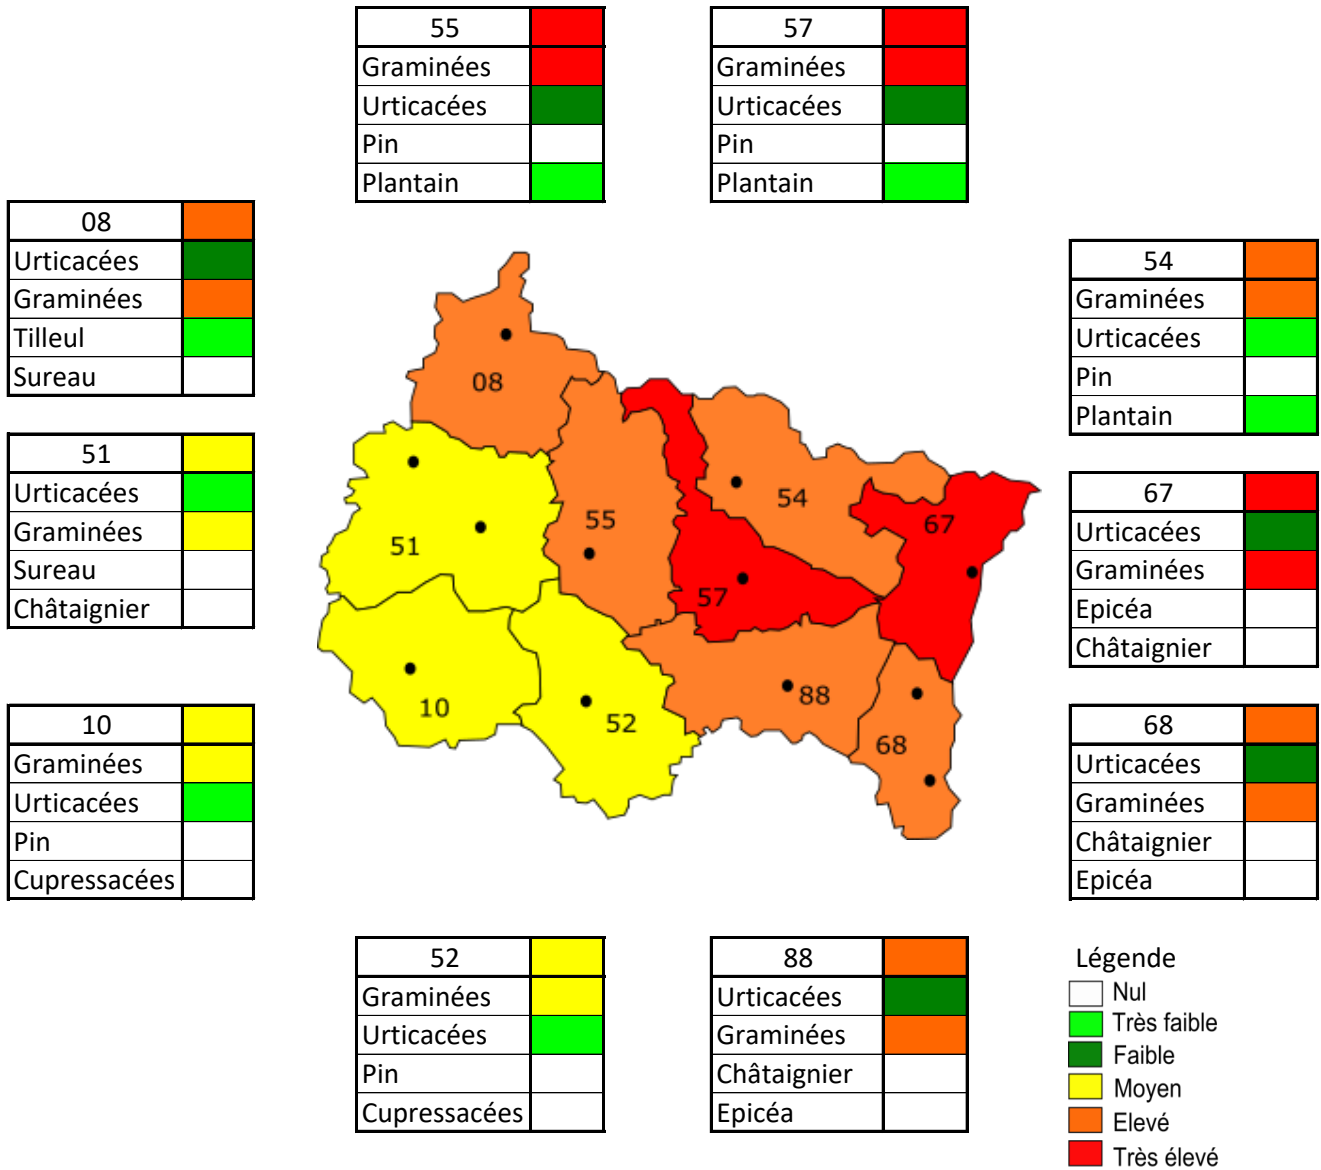 55
Graminées
Urticacées
Pin
Plantain
57
Graminées
Urticacées
Pin
Plantain
08
Urticacées
Graminées
Tilleul
Sureau
51
Urticacées
Graminées
Sureau
Châtaignier
10
Graminées
Urticacées
Pin
Cupressacées
08
54
67
55
51
57
88
10
52
68
54
Graminées
Urticacées
Pin
Plantain
67
Urticacées
Graminées
Epicéa
Châtaignier
68
Urticacées
Graminées
Châtaignier
Epicéa
52
Graminées
Urticacées
Pin
Cupressacées
88
Urticacées
Graminées
Châtaignier
Epicéa
Légende
Nul
Très faible
Faible
Moyen
Elevé
Très élevé